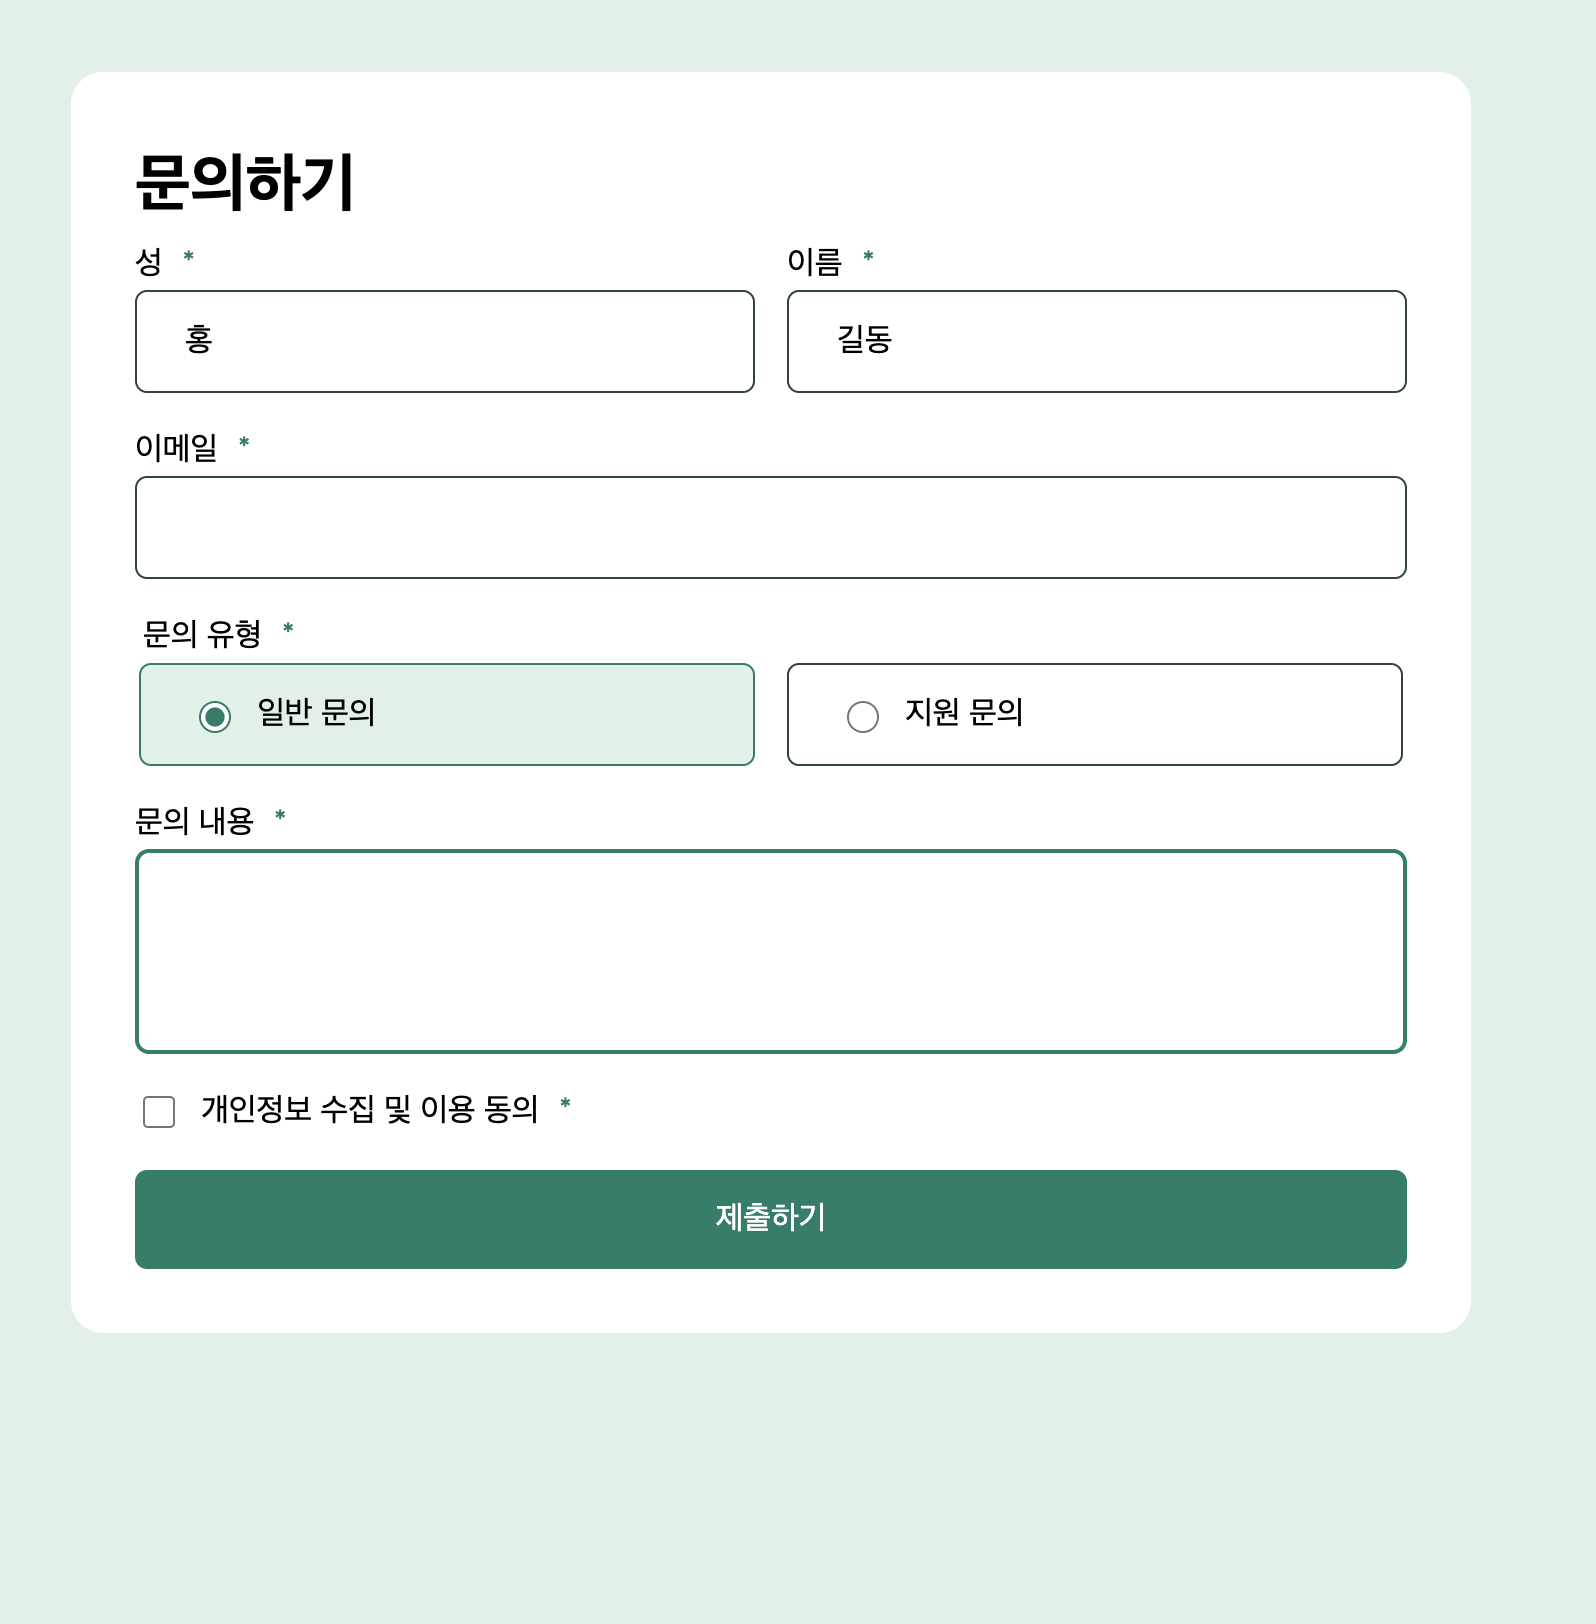 문의하기
성 *
이름 *
홍
길동
이메일 *
문의 유형 *
일반 문의
지원 문의
문의 내용 *
개인정보 수집 및 이용 동의 *
제출하기